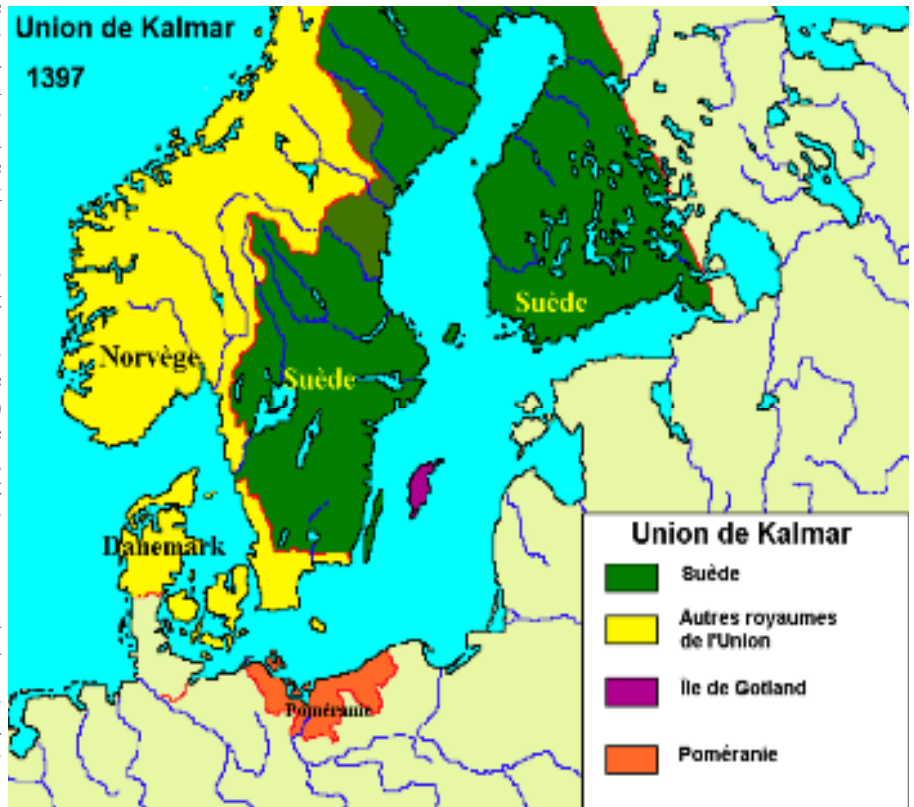 Union de Kalmar
1397
Suède
Norvège
Suède
Danemark
Poméranie
Union de Kalmar
Suède
Autres royaumes
de l'Union
Île de Gotland
Poméranie